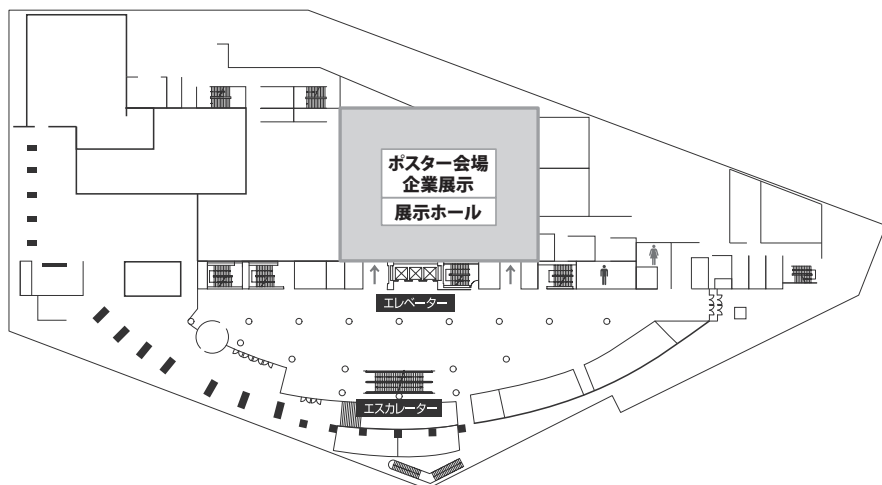 ポスター会場
企業展示
展示ホール
エレベーター
エスカレーター